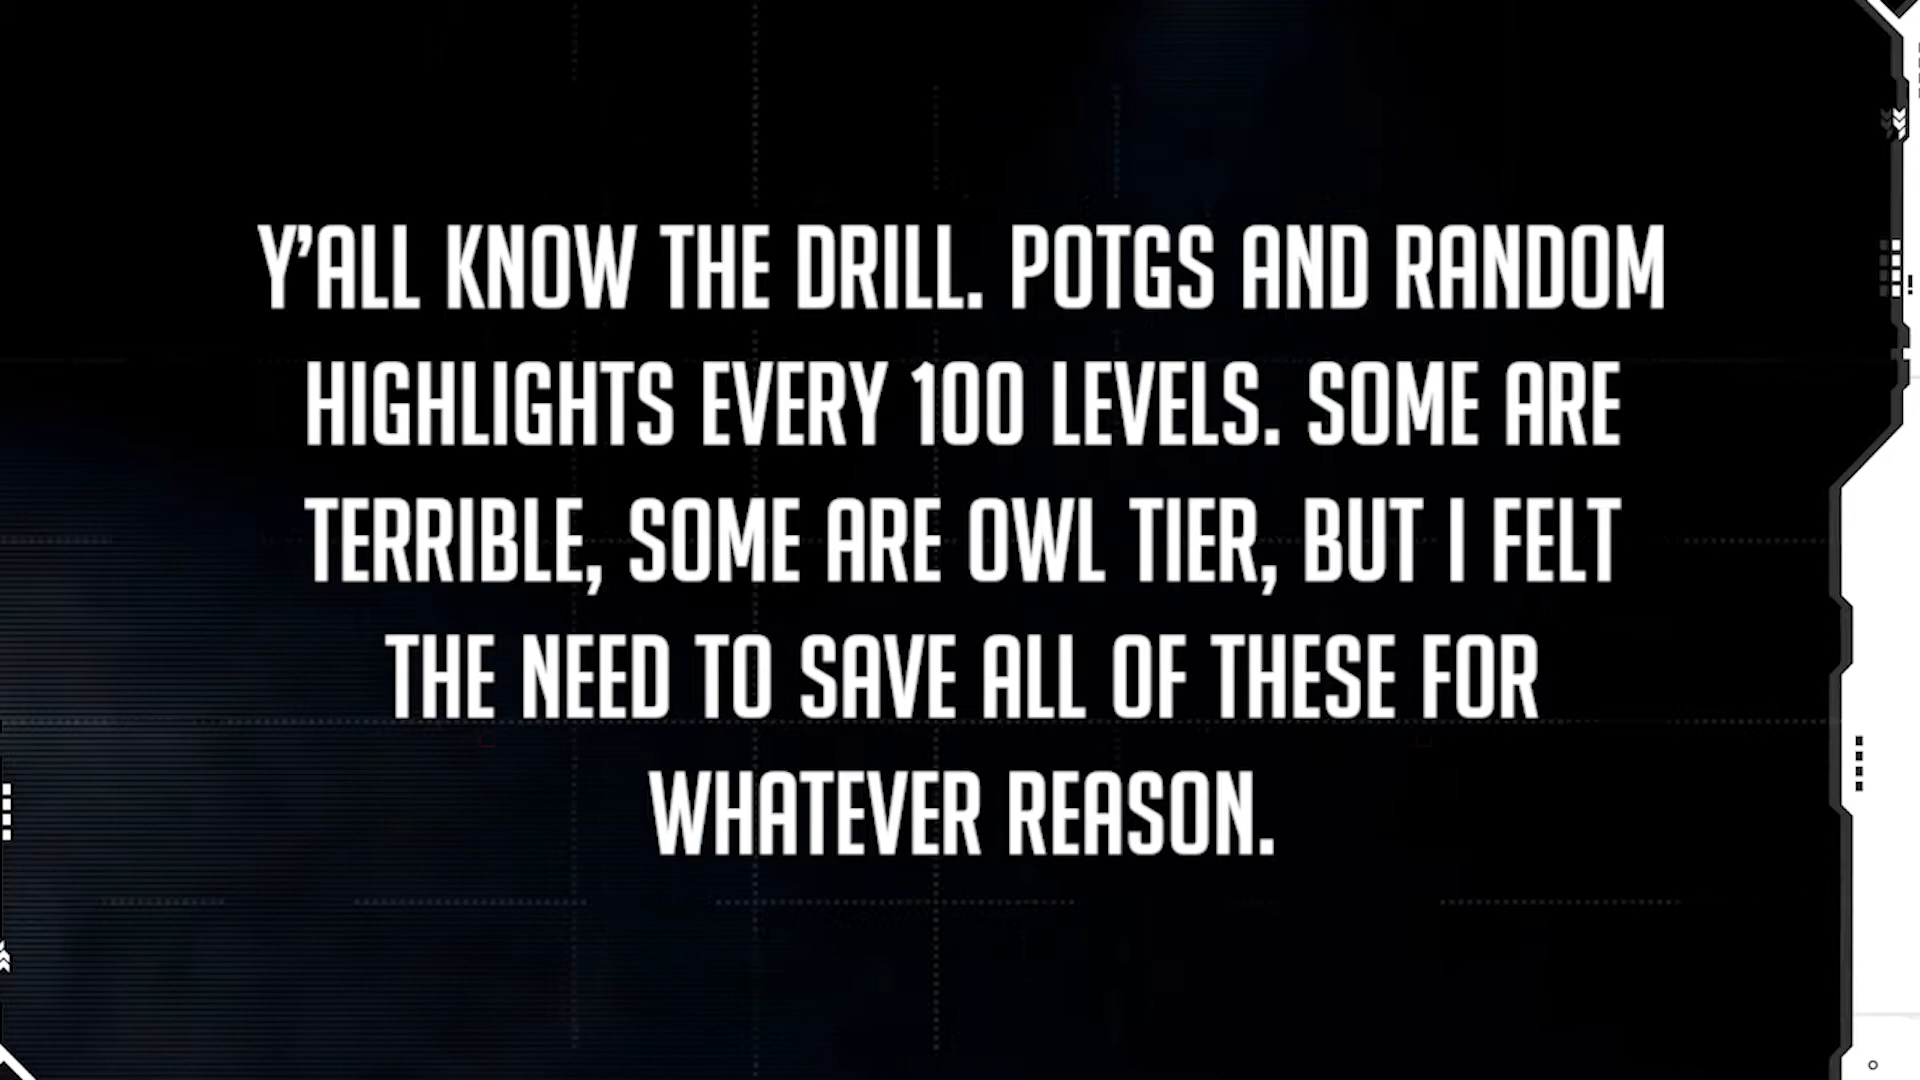 Y'ALL KNOW THE DRILL. POTGS AND RANDOM
HIGHLIGHTS EVERY 100 LEVELS. SOME ARE
TERRIBLE, SOME ARE OWL TIER, BUT I FELT
THE NEED TO SAVE ALL OF THESE FOR
WHATEVER REASON.